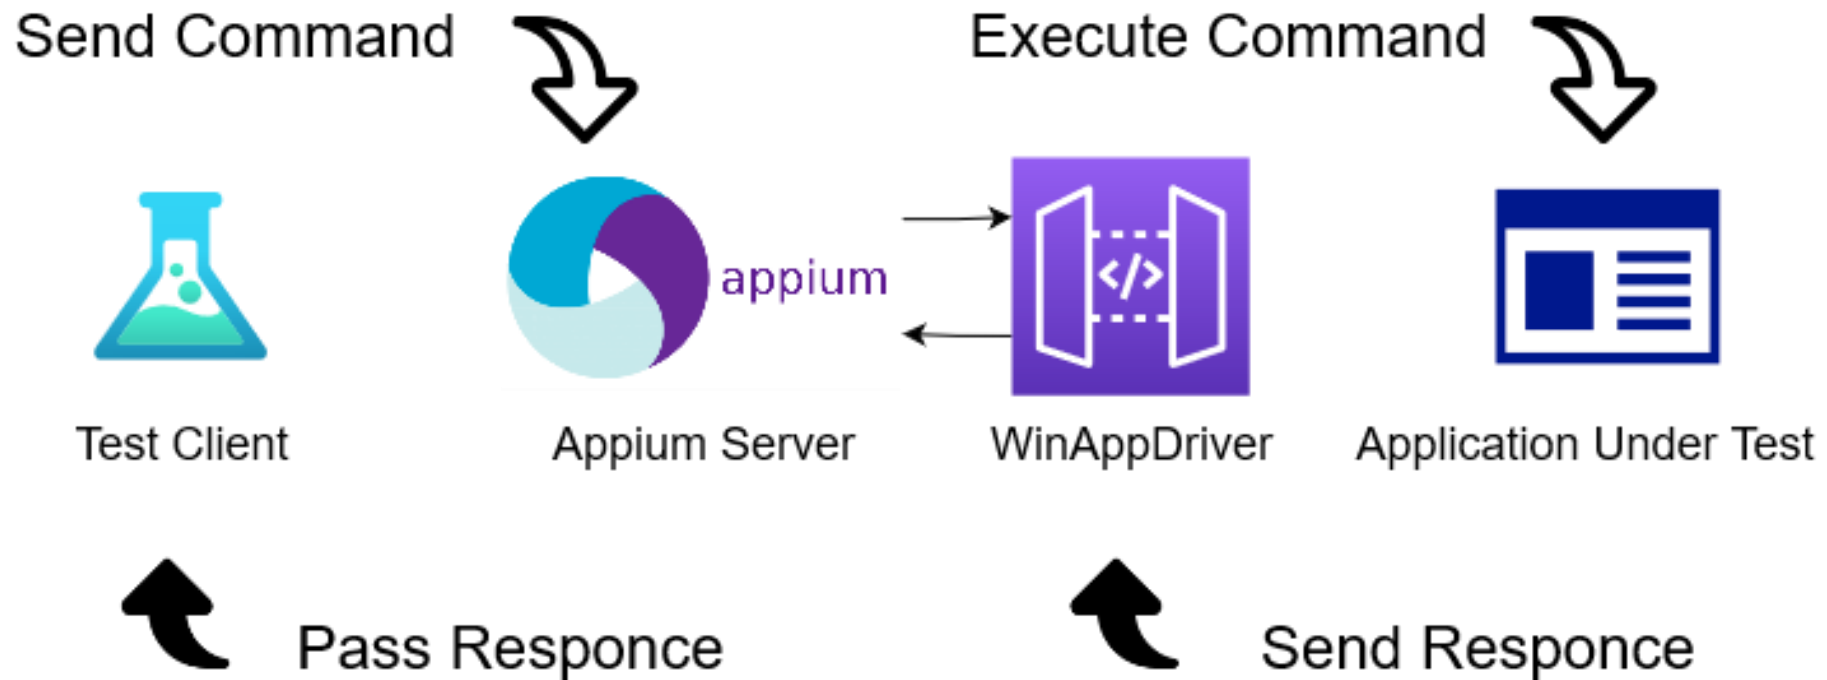 Send Command
Execute Command
appium
</>
Test Client
Appium Server
WinAppDriver
Application Under Test
Pass Responce
Send Responce